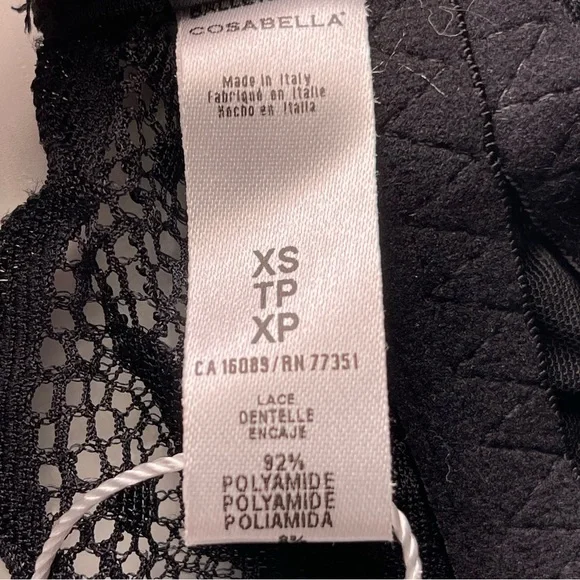 COSABELLA
Made in Italy
Fabriqué en Italie
Hecho en Italia
XS
TP
XP
CA 16089/RN 77351
LACE
DENTELLE
ENCAJE
92%
POLYAMIDE
POLYAMIDE
POLIAMIDA
8%